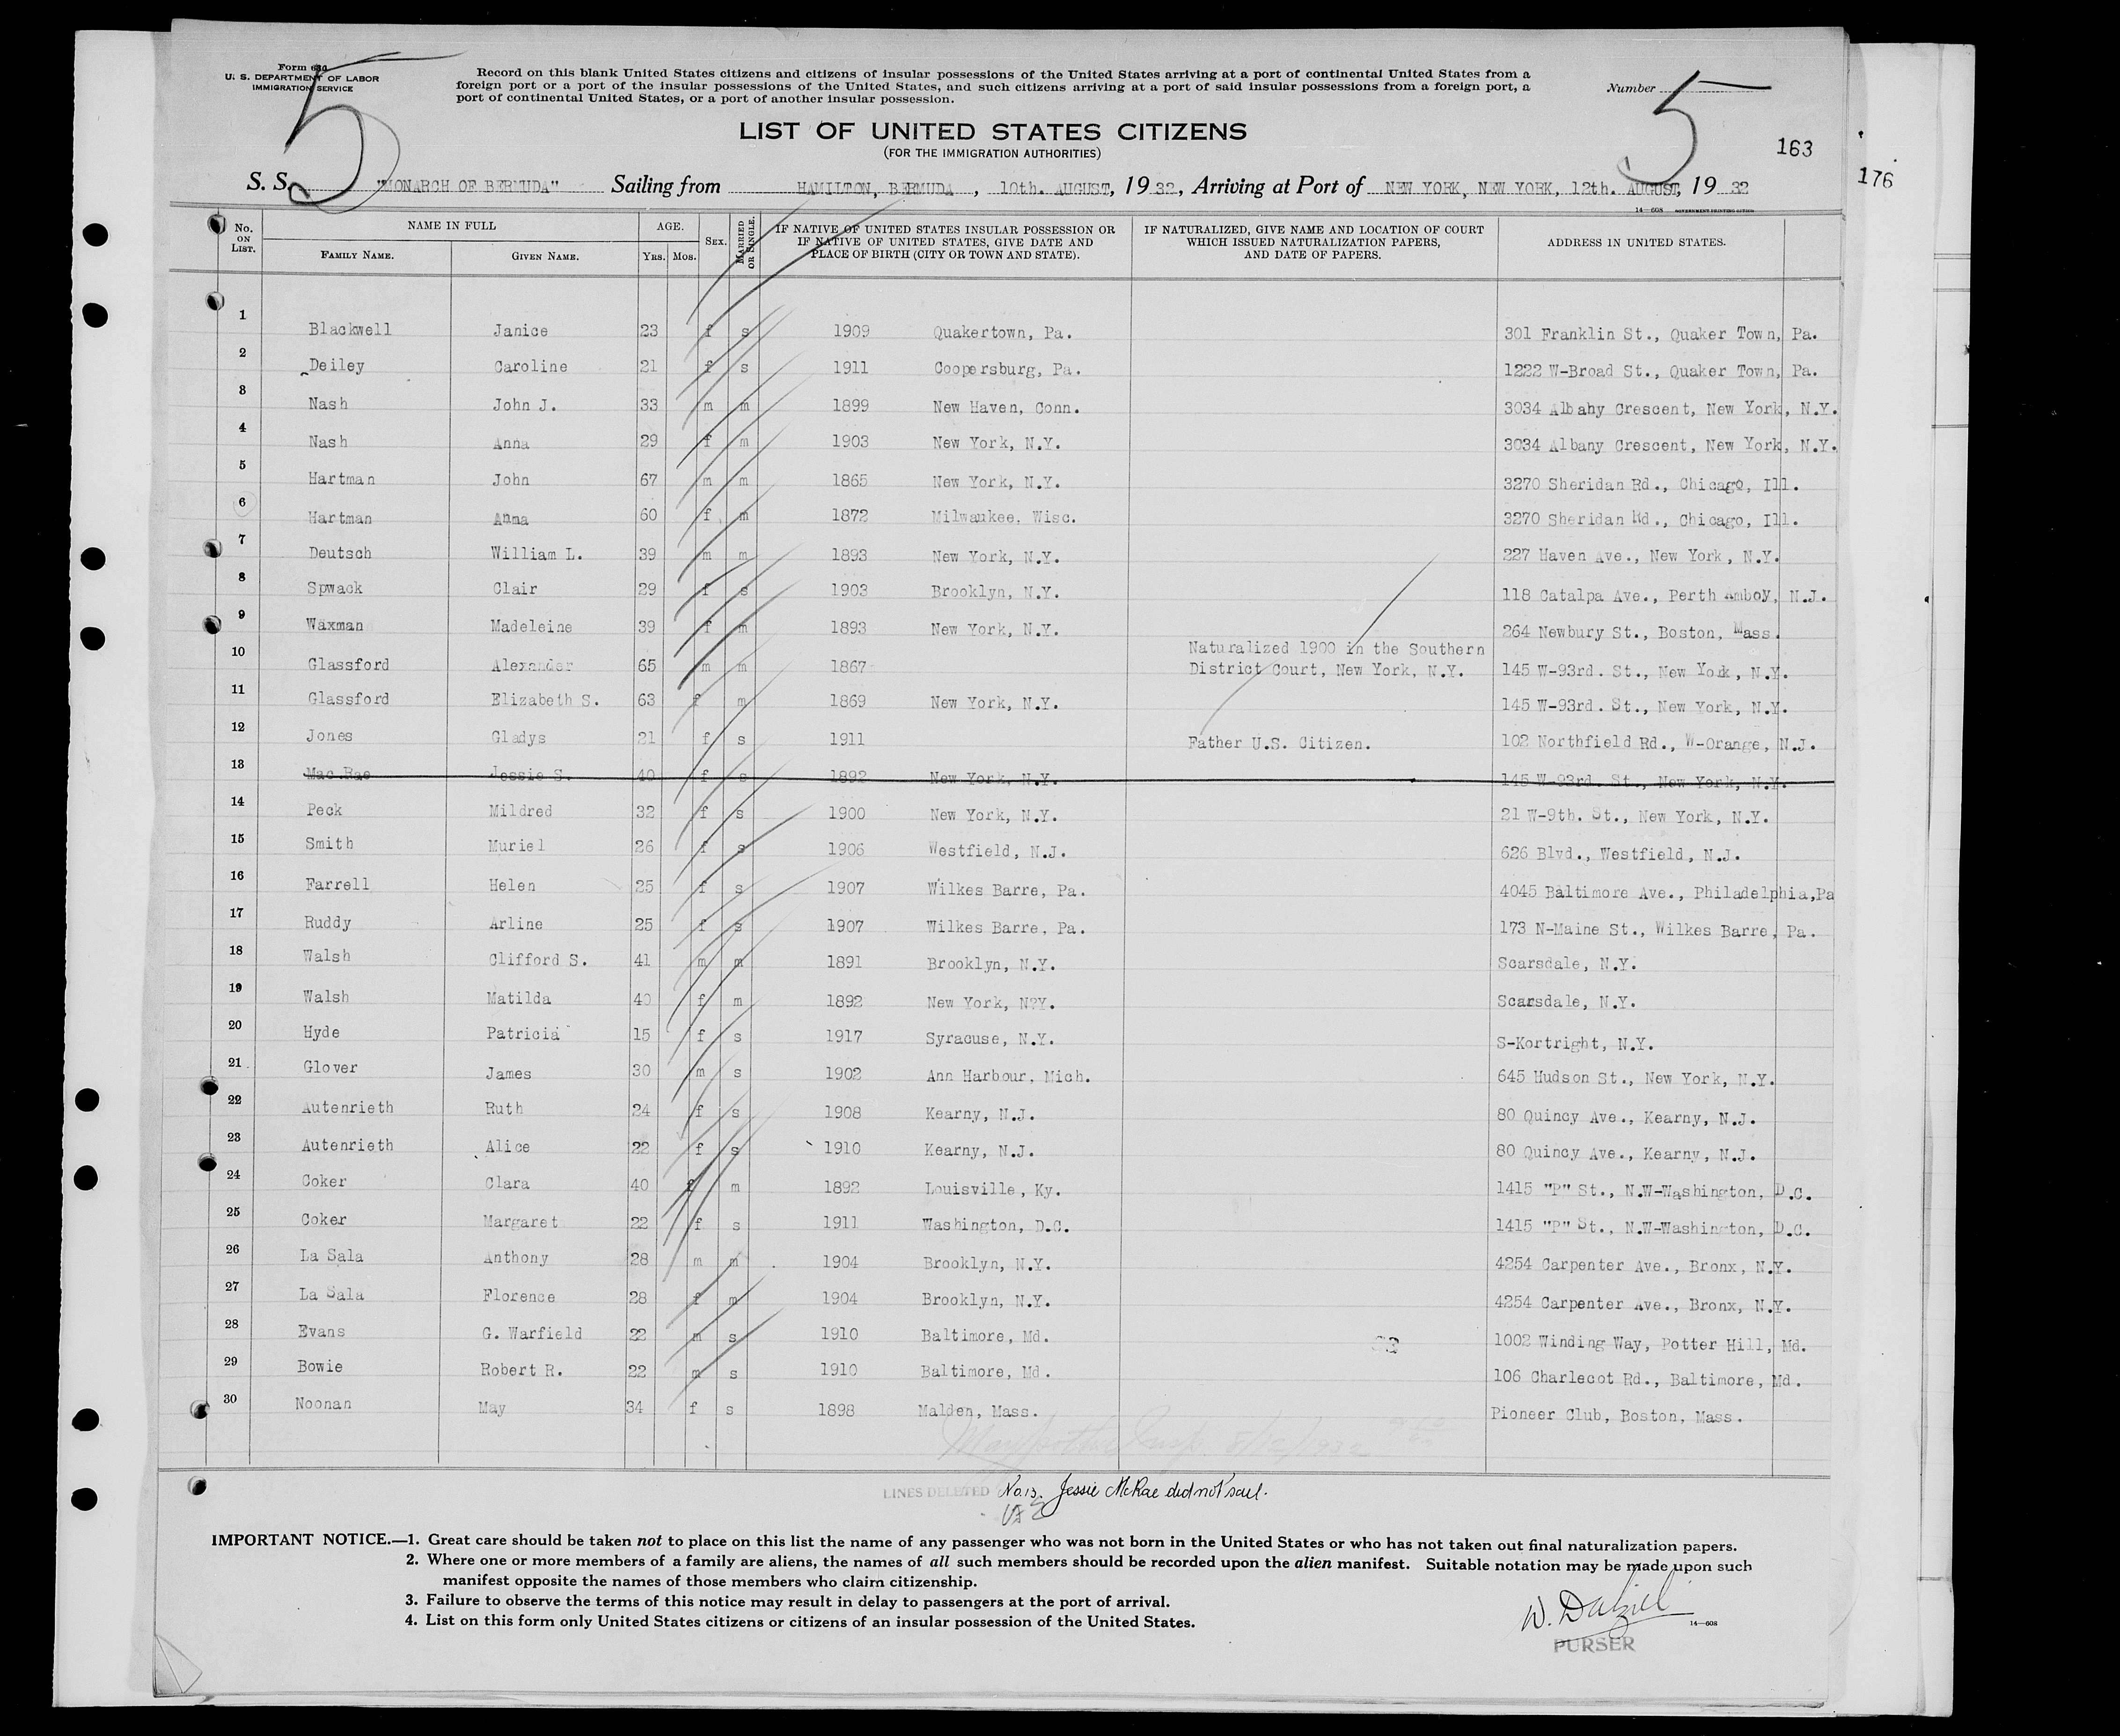 Form 630
U. S. DEPARTMENT OF LABOR
IMMIGRATION SERVICE
5
Record on this blank United States citizens and citizens of insular possessions of the United States arriving at a port of continental United States from a
foreign port or a port of the insular possessions of the United States, and such citizens arriving at a port of said insular possessions from a foreign port, a
port of continental United States, or a port of another insular possession.
Number 5
LIST OF UNITED STATES CITIZENS
(FOR THE IMMIGRATION AUTHORITIES)
163
176
S. S. "MONARCH OF BERMUDA" Sailing from HAMILTON, BERMUDA, 10th. AUGUST, 1932, Arriving at Port of NEW YORK, NEW YORK, 12th. AUGUST, 1932
14—608 GOVERNMENT PRINTING OFFICE
No. ON LIST. NAME IN FULL FAMILY NAME. GIVEN NAME. AGE. YRS. MOS. SEX. MARRIED OR SINGLE. IF NATIVE OF UNITED STATES INSULAR POSSESSION OR IF NATIVE OF UNITED STATES, GIVE DATE AND PLACE OF BIRTH (CITY OR TOWN AND STATE). IF NATURALIZED, GIVE NAME AND LOCATION OF COURT WHICH ISSUED NATURALIZATION PAPERS, AND DATE OF PAPERS. ADDRESS IN UNITED STATES.
1 Blackwell Janice 23 f s 1909 Quakertown, Pa. 301 Franklin St., Quaker Town, Pa.
2 Deiley Caroline 21 f s 1911 Coopersburg, Pa. 1222 W-Broad St., Quaker Town, Pa.
3 Nash John J. 33 m m 1899 New Haven, Conn. 3034 Albahy Crescent, New York, N.Y.
4 Nash Anna 29 f m 1903 New York, N.Y. 3034 Albany Crescent, New York, N.Y.
5 Hartman John 67 m m 1865 New York, N.Y. 3270 Sheridan Rd., Chicago, Ill.
6 Hartman Anna 60 f m 1872 Milwaukee, Wisc. 3270 Sheridan Rd., Chicago, Ill.
7 Deutsch William L. 39 m m 1893 New York, N.Y. 227 Haven Ave., New York, N.Y.
8 Spwack Clair 29 f s 1903 Brooklyn, N.Y. 118 Catalpa Ave., Perth Amboy, N.J.
9 Waxman Madeleine 39 f m 1893 New York, N.Y. 264 Newbury St., Boston, Mass.
10 Glassford Alexander 65 m m 1867 Naturalized 1900 in the Southern District Court, New York, N.Y. 145 W-93rd. St., New York, N.Y.
11 Glassford Elizabeth S. 63 f m 1869 New York, N.Y. 145 W-93rd. St., New York, N.Y.
12 Jones Gladys 21 f s 1911 Father U.S. Citizen. 102 Northfield Rd., W-Orange, N.J.
13 Mac Rae Jessie S. 40 f s 1892 New York, N.Y. 145 W-93rd. St., New York, N.Y.
14 Peck Mildred 32 f s 1900 New York, N.Y. 21 W-9th. St., New York, N.Y.
15 Smith Muriel 26 f s 1906 Westfield, N.J. 626 Blvd., Westfield, N.J.
16 Farrell Helen 25 f s 1907 Wilkes Barre, Pa. 4045 Baltimore Ave., Philadelphia,Pa
17 Ruddy Arline 25 f s 1907 Wilkes Barre, Pa. 173 N-Maine St., Wilkes Barre, Pa.
18 Walsh Clifford S. 41 m m 1891 Brooklyn, N.Y. Scarsdale, N.Y.
19 Walsh Matilda 40 f m 1892 New York, N?Y. Scarsdale, N.Y.
20 Hyde Patricia 15 f s 1917 Syracuse, N.Y. S-Kortright, N.Y.
21 Glover James 30 m s 1902 Ann Harbour, Mich. 645 Hudson St., New York, N.Y.
22 Autenrieth Ruth 24 f s 1908 Kearny, N.J. 80 Quincy Ave., Kearny, N.J.
23 Autenrieth Alice 22 f s 1910 Kearny, N.J. 80 Quincy Ave., Kearny, N.J.
24 Coker Clara 40 f m 1892 Louisville, Ky. 1415 "P" St., N.W-Washington, D.C.
25 Coker Margaret 22 f s 1911 Washington, D.C. 1415 "P" St., N.W-Washington, D.C.
26 La Sala Anthony 28 m m 1904 Brooklyn, N.Y. 4254 Carpenter Ave., Bronx, N.Y.
27 La Sala Florence 28 f m 1904 Brooklyn, N.Y. 4254 Carpenter Ave., Bronx, N.Y.
28 Evans G. Warfield 22 m s 1910 Baltimore, Md. 1002 Winding Way, Potter Hill, Md.
29 Bowie Robert R. 22 m s 1910 Baltimore, Md. 106 Charlecot Rd., Baltimore, Md.
30 Noonan May 34 f s 1898 Malden, Mass. Pioneer Club, Boston, Mass.
8/12/1932
LINES DELETED No. 13. Jessie McRae did not sail.
IMPORTANT NOTICE.—1. Great care should be taken not to place on this list the name of any passenger who was not born in the United States or who has not taken out final naturalization papers.
2. Where one or more members of a family are aliens, the names of all such members should be recorded upon the alien manifest. Suitable notation may be made upon such
manifest opposite the names of those members who claim citizenship.
3. Failure to observe the terms of this notice may result in delay to passengers at the port of arrival.
4. List on this form only United States citizens or citizens of an insular possession of the United States.
W. Dalziel
14—608
PURSER